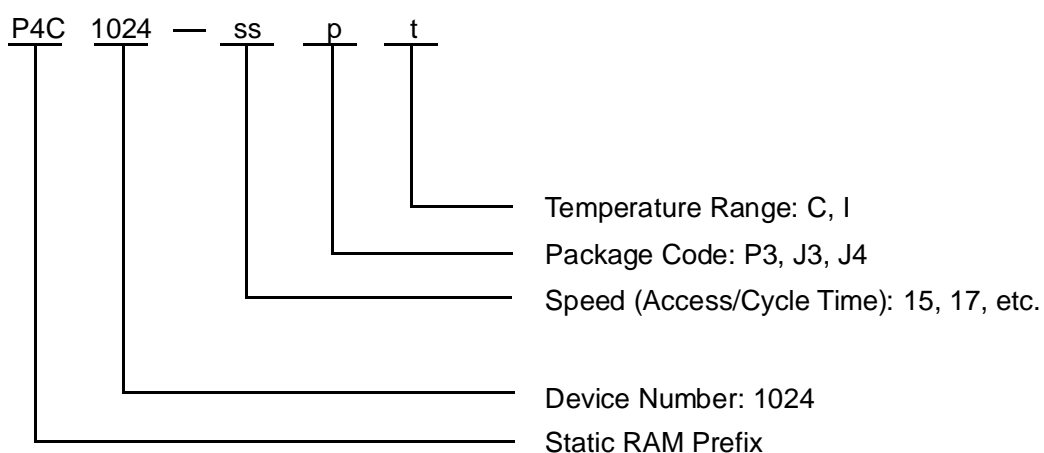 P4C 1024 — ss p t
Temperature Range: C, I
Package Code: P3, J3, J4
Speed (Access/Cycle Time): 15, 17, etc.
Device Number: 1024
Static RAM Prefix